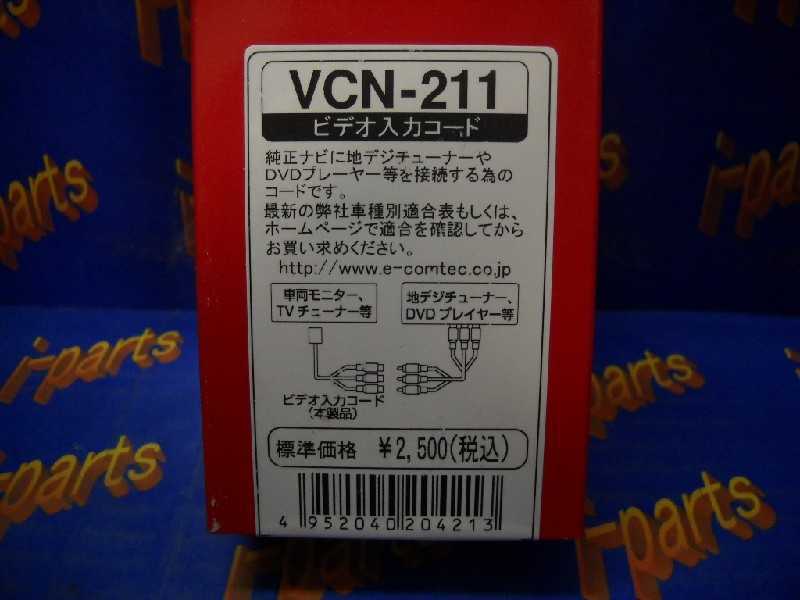 VCN-211
ビデオ入力コード
純正ナビに地デジチューナーや
DVDプレーヤー等を接続する為の
コードです。
最新の弊社車種別適合表もしくは、
ホームページで適合を確認してから
お買い求めください。
http://www.e-comtec.co.jp
車両モニター、
TVチューナー等
地デジチューナー、
DVDプレイヤー等
ビデオ入力コード
(本製品)
標準価格 ¥2,500(税込)
4 952040 204213
i-parts
i-parts
i-parts
i-parts
i-parts
i-parts
i-parts